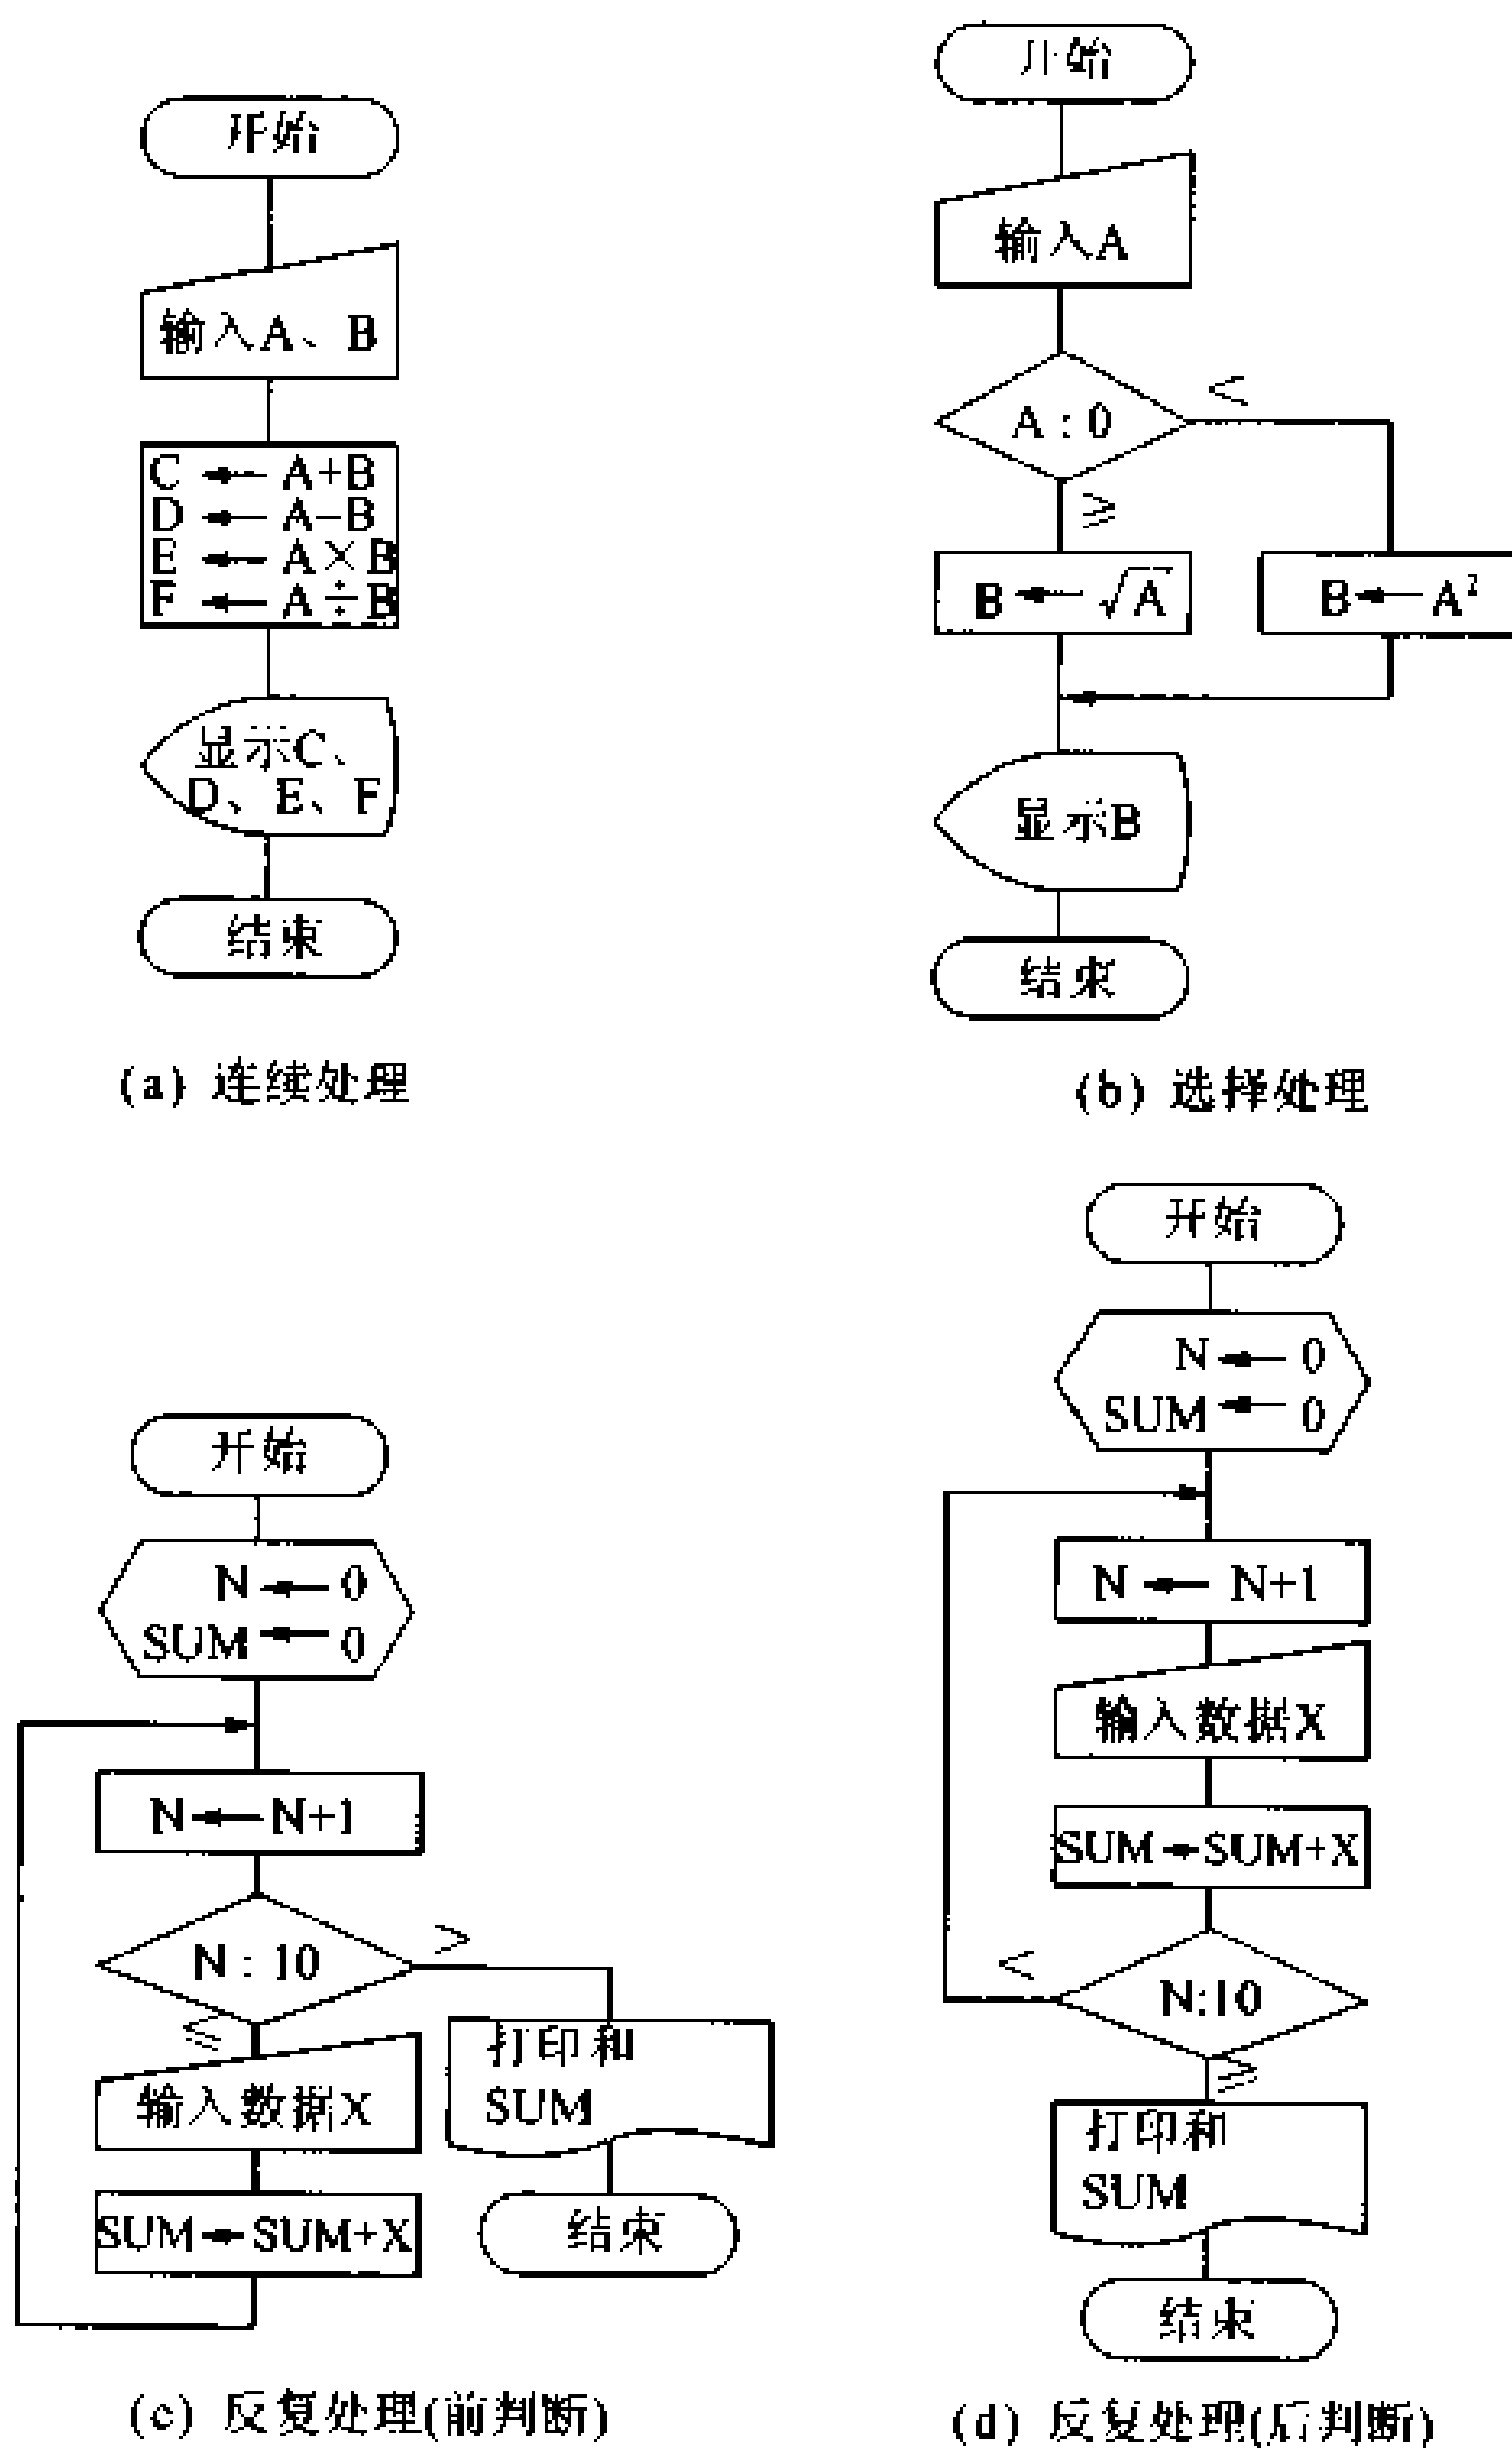 开始
输入A、B
C ← A+B
D ← A−B
E ← A×B
F ← A÷B
显示C、
D、E、F
结束
(a) 连续处理
开始
输入A
A : 0
<
≥
B ← √A
B ← A²
显示B
结束
(b) 选择处理
开始
N ← 0
SUM ← 0
N ← N+1
N : 10
>
≤
输入数据X
SUM ← SUM+X
打印和
SUM
结束
(c) 反复处理(前判断)
开始
N ← 0
SUM ← 0
N ← N+1
输入数据X
SUM ← SUM+X
<
N:10
≥
打印和
SUM
结束
(d) 反复处理(后判断)